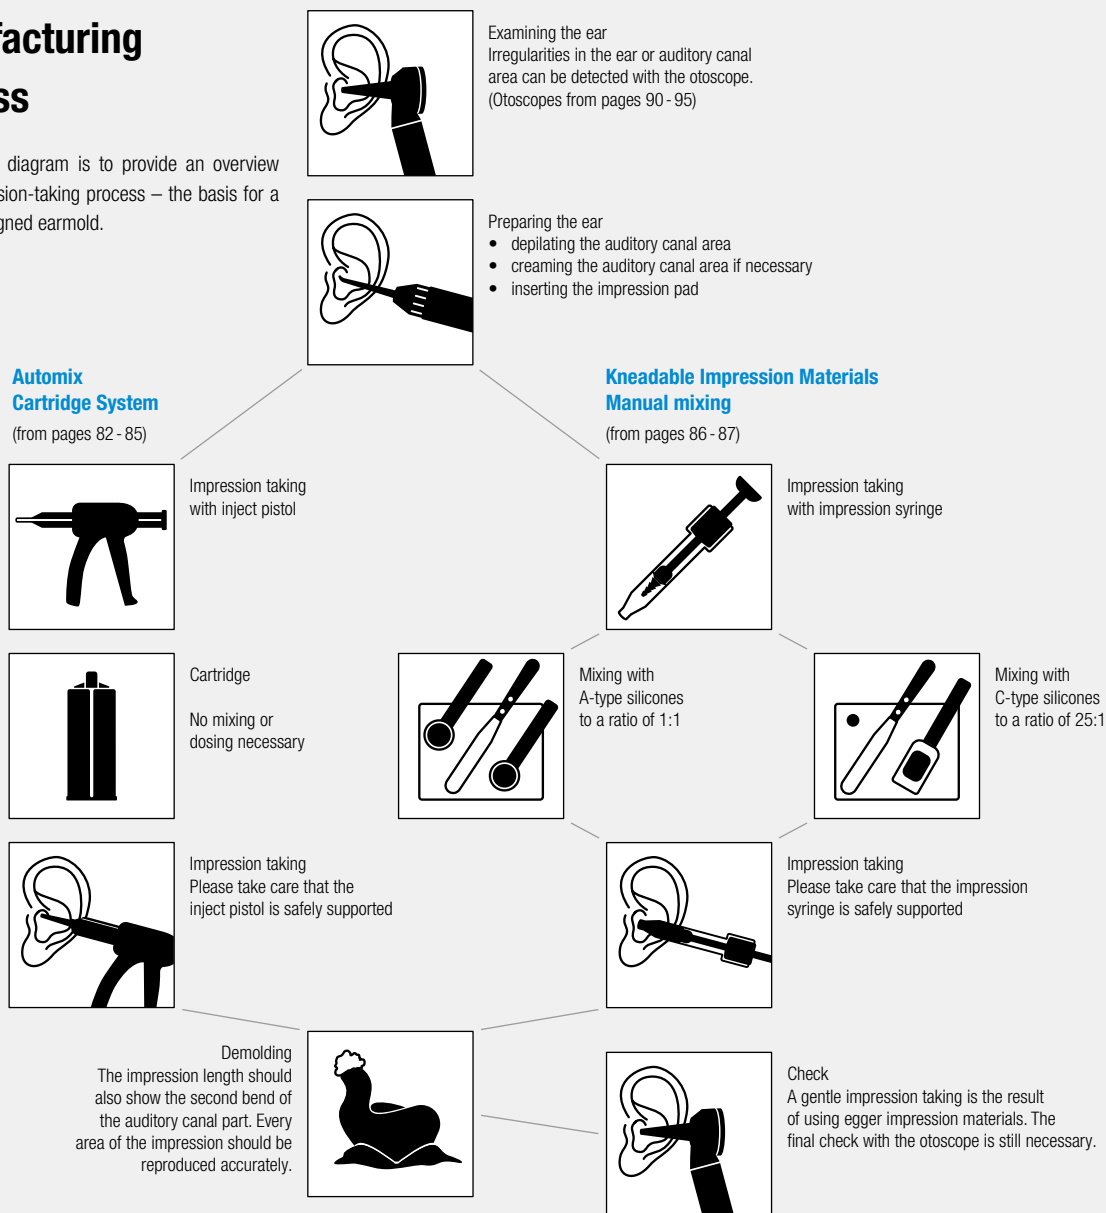 facturing
ss
diagram is to provide an overview
sion-taking process – the basis for a
gned earmold.
Examining the ear
Irregularities in the ear or auditory canal
area can be detected with the otoscope.
(Otoscopes from pages 90 - 95)
Preparing the ear
• depilating the auditory canal area
• creaming the auditory canal area if necessary
• inserting the impression pad
Automix
Cartridge System
(from pages 82 - 85)
Kneadable Impression Materials
Manual mixing
(from pages 86 - 87)
Impression taking
with inject pistol
Impression taking
with impression syringe
Cartridge
No mixing or
dosing necessary
Mixing with
A-type silicones
to a ratio of 1:1
Mixing with
C-type silicones
to a ratio of 25:1
Impression taking
Please take care that the
inject pistol is safely supported
Impression taking
Please take care that the impression
syringe is safely supported
Demolding
The impression length should
also show the second bend of
the auditory canal part. Every
area of the impression should be
reproduced accurately.
Check
A gentle impression taking is the result
of using egger impression materials. The
final check with the otoscope is still necessary.